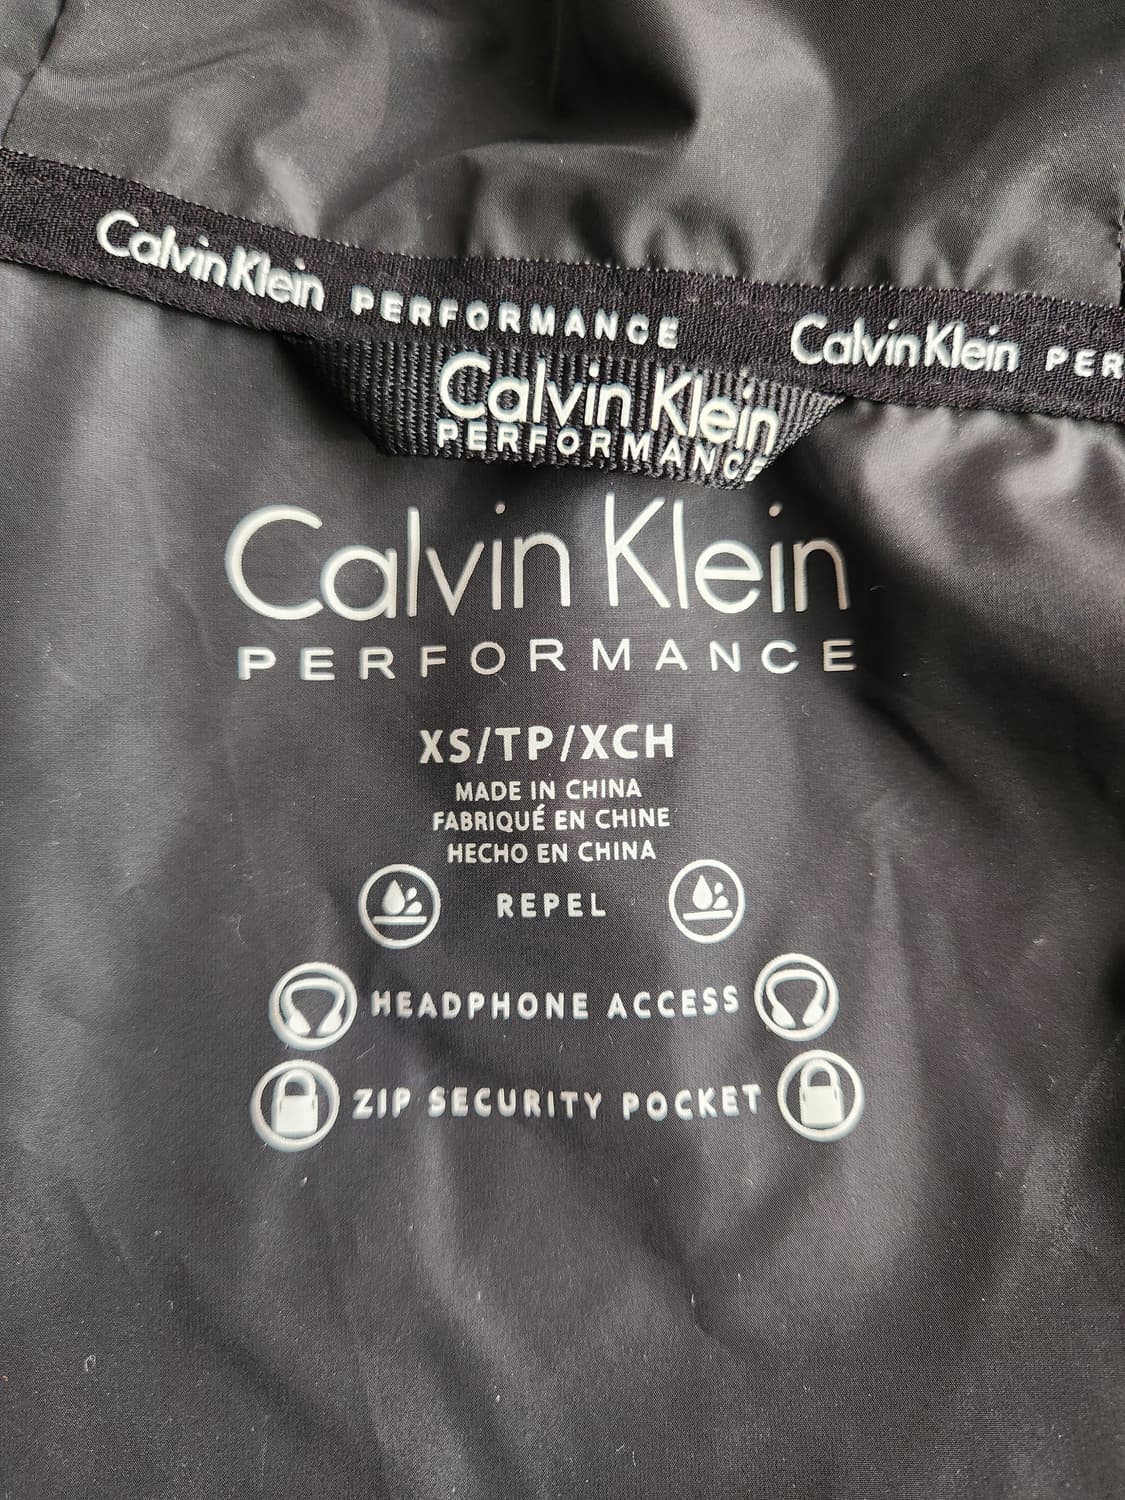 Calvin Klein PERFORMANCE Calvin Klein PER
Calvin Klein
PERFORMANCE
Calvin Klein
PERFORMANCE
XS/TP/XCH
MADE IN CHINA
FABRIQUÉ EN CHINE
HECHO EN CHINA
REPEL
HEADPHONE ACCESS
ZIP SECURITY POCKET